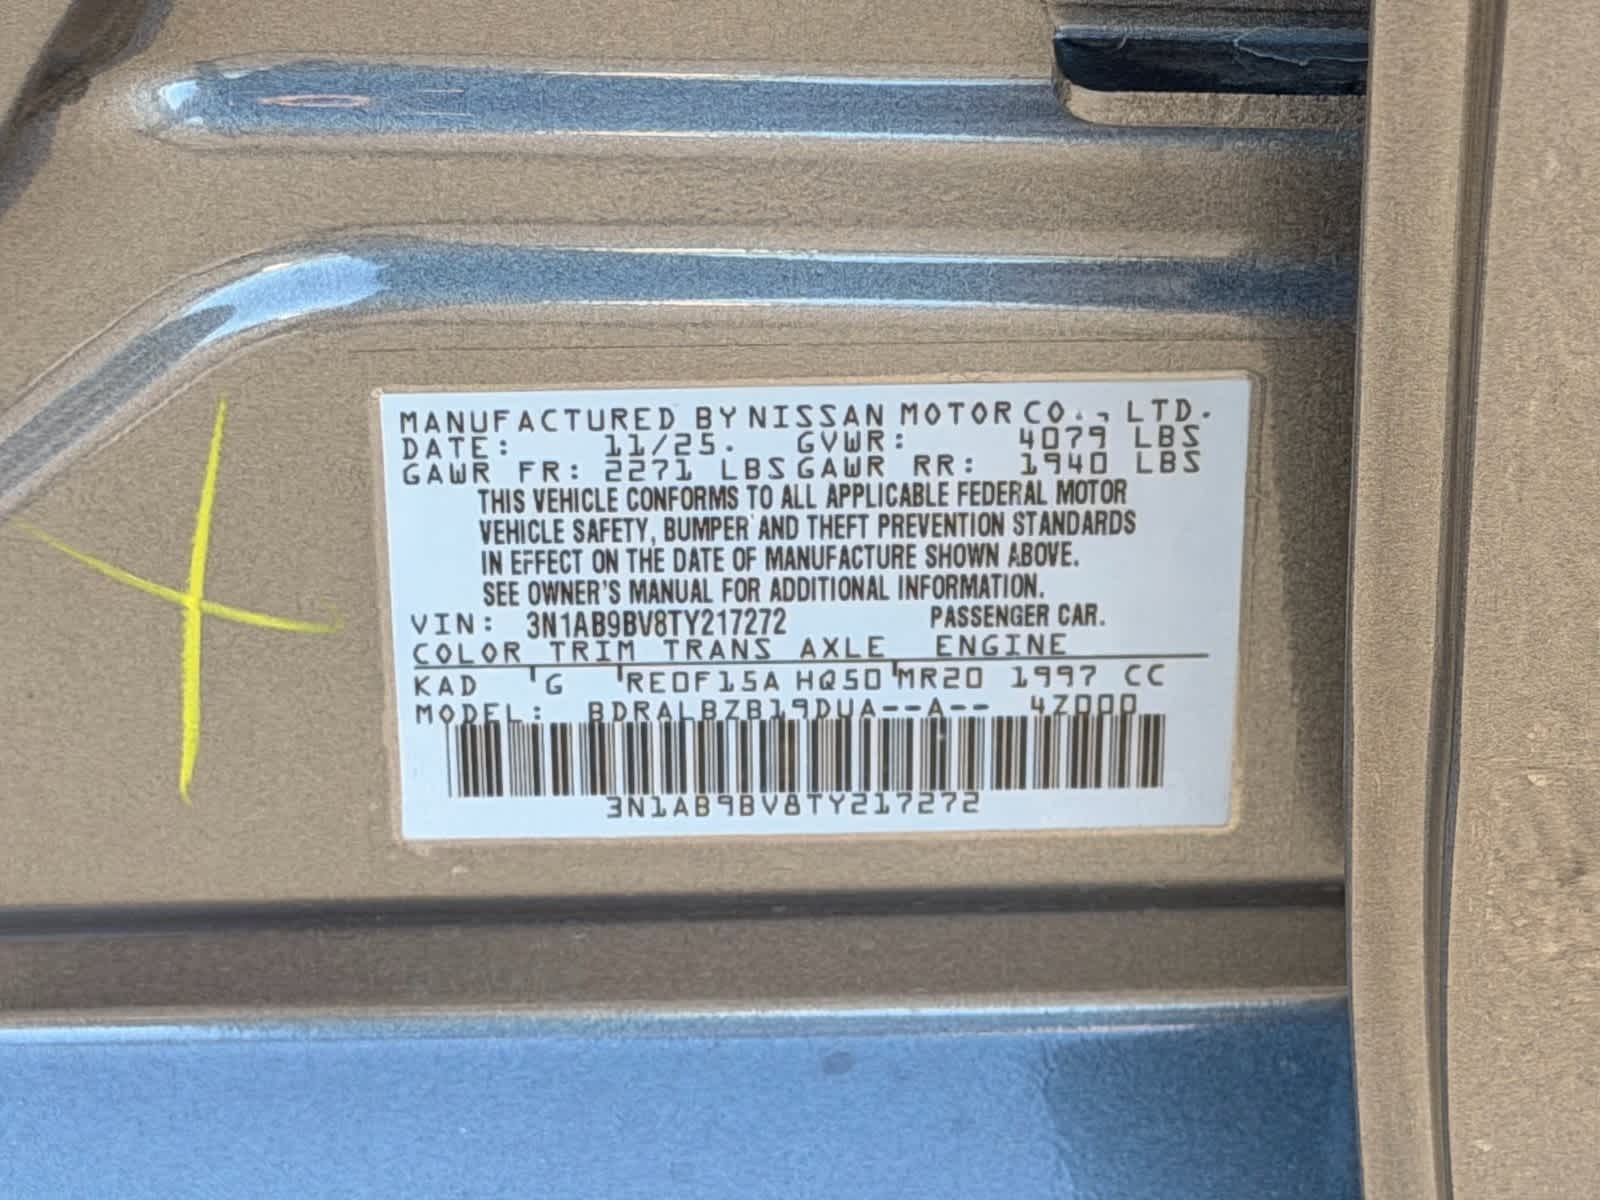 MANUFACTURED BY NISSAN MOTOR CO., LTD.
DATE: 11/25. GVWR: 4079 LBS
GAWR FR: 2271 LBS GAWR RR: 1940 LBS
THIS VEHICLE CONFORMS TO ALL APPLICABLE FEDERAL MOTOR
VEHICLE SAFETY, BUMPER AND THEFT PREVENTION STANDARDS
IN EFFECT ON THE DATE OF MANUFACTURE SHOWN ABOVE.
SEE OWNER'S MANUAL FOR ADDITIONAL INFORMATION.
VIN: 3N1AB9BV8TY217272 PASSENGER CAR.
COLOR TRIM TRANS AXLE ENGINE
KAD G RE0F15A HQ50 MR20 1997 CC
MODEL: BDRALBZB19DUA--A-- 4Z000
3N1AB9BV8TY217272